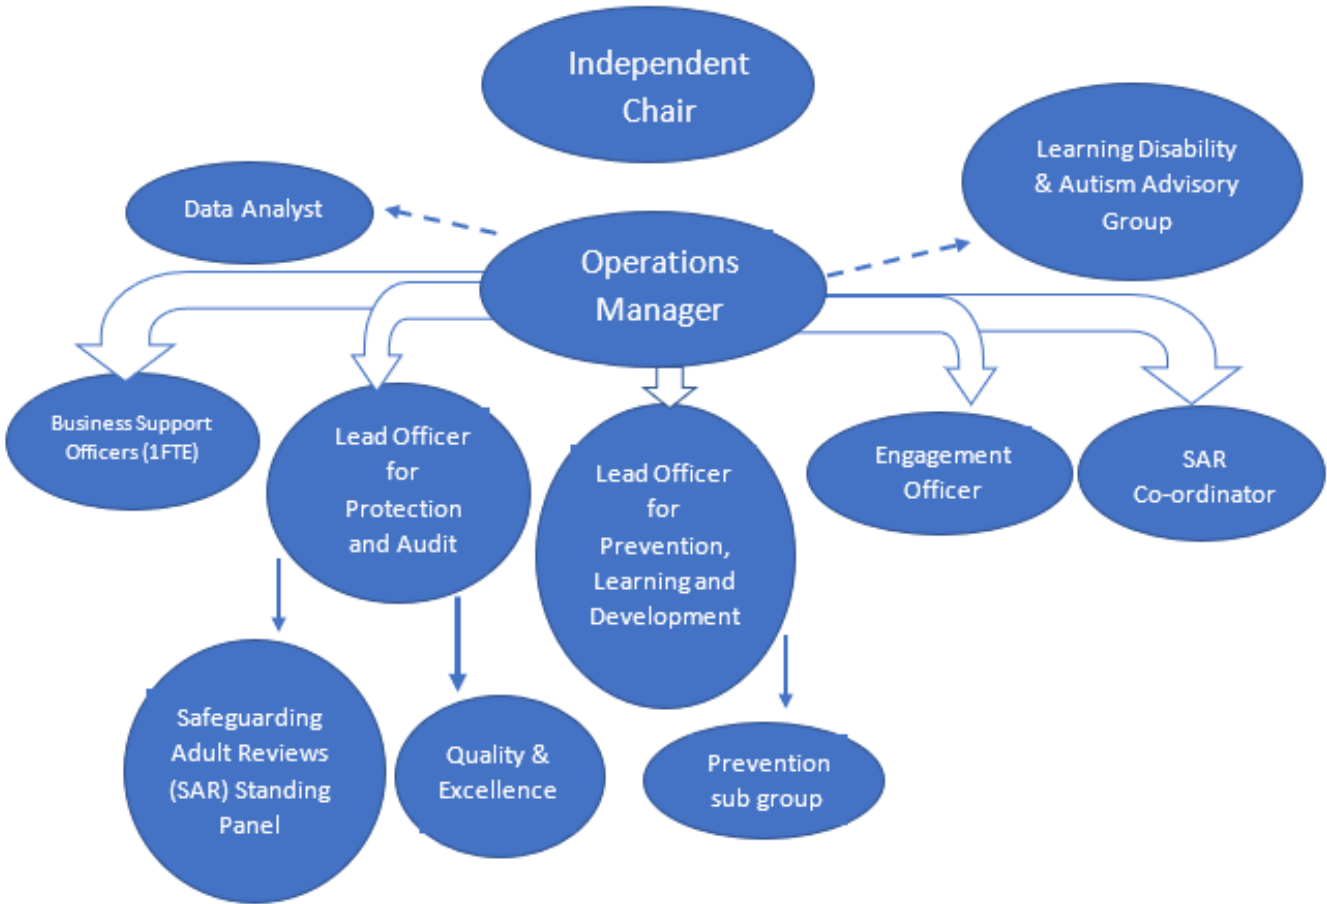 Independent
Chair
Learning Disability
& Autism Advisory
Group
Data Analyst
Operations
Manager
Business Support
Officers (1FTE)
Lead Officer
for
Protection
and Audit
Lead Officer
for
Prevention,
Learning and
Development
Engagement
Officer
SAR
Co-ordinator
Safeguarding
Adult Reviews
(SAR) Standing
Panel
Quality &
Excellence
Prevention
sub group